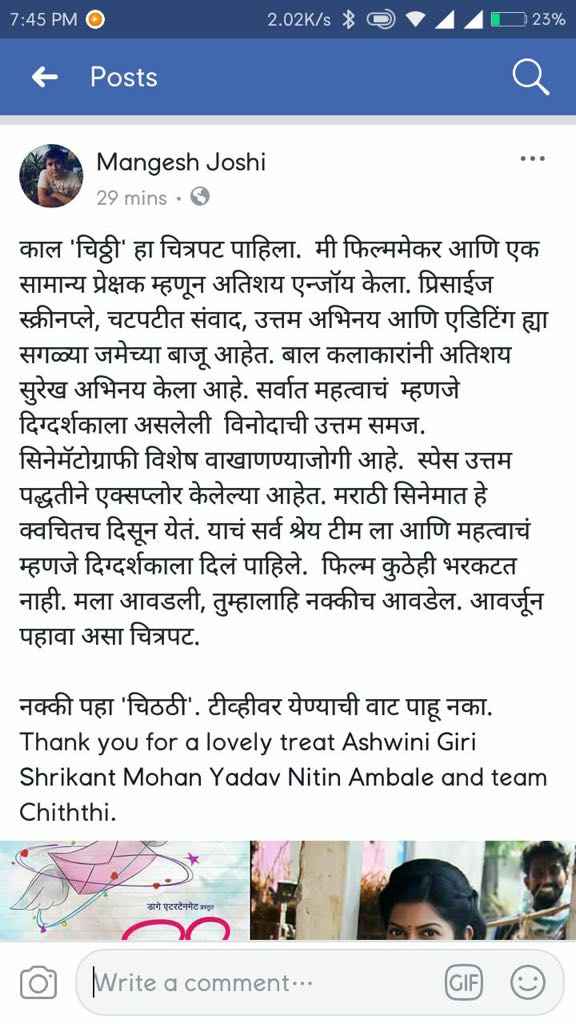 7:45 PM 2.02K/s 23%
Posts
Mangesh Joshi
29 mins ·
काल 'चिठ्ठी' हा चित्रपट पाहिला. मी फिल्ममेकर आणि एक
सामान्य प्रेक्षक म्हणून अतिशय एन्जॉय केला. प्रिसाईज
स्क्रीनप्ले, चटपटीत संवाद, उत्तम अभिनय आणि एडिटिंग ह्या
सगळ्या जमेच्या बाजू आहेत. बाल कलाकारांनी अतिशय
सुरेख अभिनय केला आहे. सर्वात महत्वाचं म्हणजे
दिग्दर्शकाला असलेली विनोदाची उत्तम समज.
सिनेमॅटोग्राफी विशेष वाखाणण्याजोगी आहे. स्पेस उत्तम
पद्धतीने एक्सप्लोर केलेल्या आहेत. मराठी सिनेमात हे
क्वचितच दिसून येतं. याचं सर्व श्रेय टीम ला आणि महत्वाचं
म्हणजे दिग्दर्शकाला दिलं पाहिले. फिल्म कुठेही भरकटत
नाही. मला आवडली, तुम्हालाहि नक्कीच आवडेल. आवर्जून
पहावा असा चित्रपट.
नक्की पहा 'चिठठी'. टीव्हीवर येण्याची वाट पाहू नका.
Thank you for a lovely treat Ashwini Giri
Shrikant Mohan Yadav Nitin Ambale and team
Chiththi.
डागे एटरटेनमेट प्रस्तुत
Write a comment...
GIF